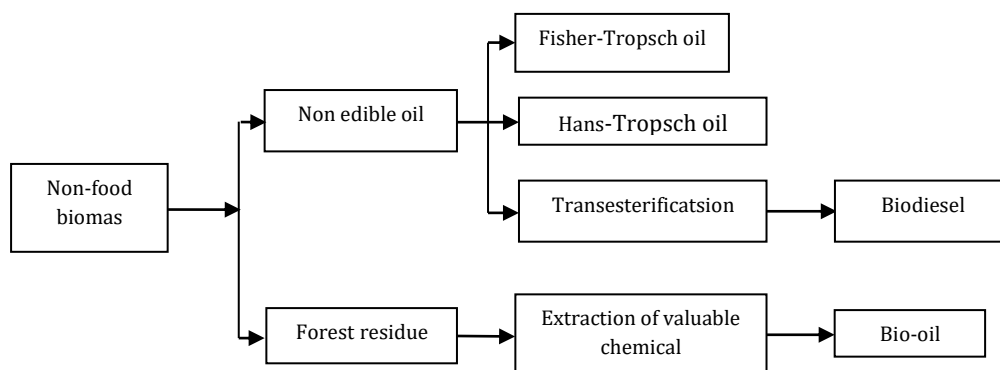 Fisher-Tropsch oil
Non edible oil
Hans-Tropsch oil
Non-food
biomas
Transesterificatsion
Biodiesel
Forest residue
Extraction of valuable
chemical
Bio-oil